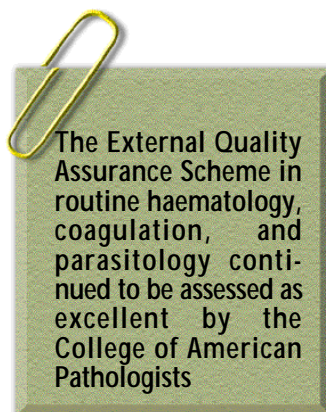 The External Quality
Assurance Scheme in
routine haematology,
coagulation, and
parasitology conti-
nued to be assessed as
excellent by the
College of American
Pathologists